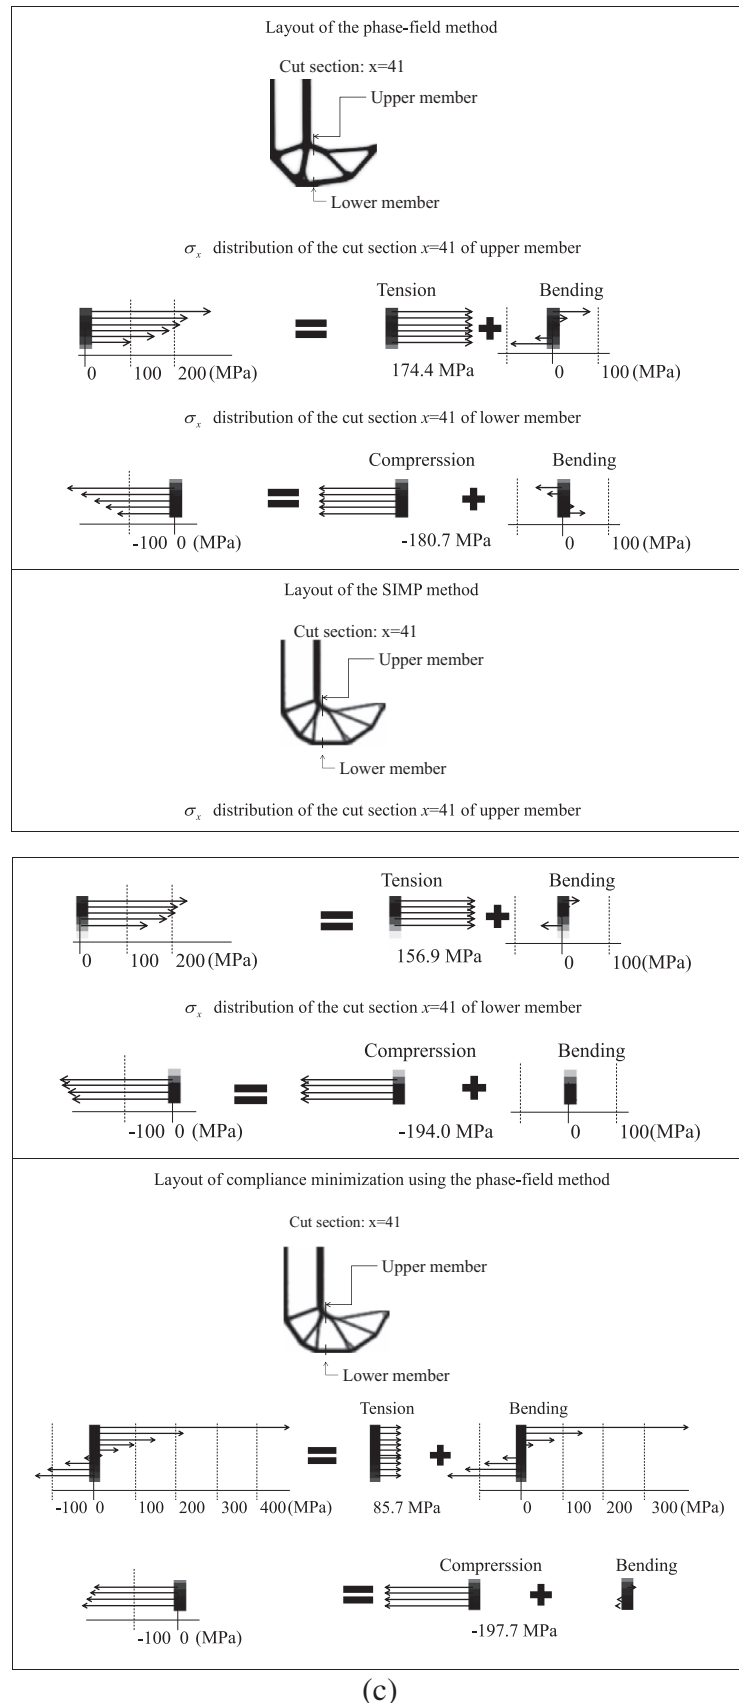 Layout of the phase-field method
Cut section: x=41
Upper member
Lower member
σx distribution of the cut section x=41 of upper member
Tension Bending
0 100 200 (MPa) = 174.4 MPa + 0 100 (MPa)
σx distribution of the cut section x=41 of lower member
Comprerssion Bending
-100 0 (MPa) = -180.7 MPa + 0 100 (MPa)
Layout of the SIMP method
Cut section: x=41
Upper member
Lower member
σx distribution of the cut section x=41 of upper member
Tension Bending
0 100 200 (MPa) = 156.9 MPa + 0 100(MPa)
σx distribution of the cut section x=41 of lower member
Comprerssion Bending
-100 0 (MPa) = -194.0 MPa + 0 100(MPa)
Layout of compliance minimization using the phase-field method
Cut section: x=41
Upper member
Lower member
Tension Bending
-100 0 100 200 300 400(MPa) = 85.7 MPa + 0 100 200 300(MPa)
Comprerssion Bending
-100 0 (MPa) = -197.7 MPa +
(c)